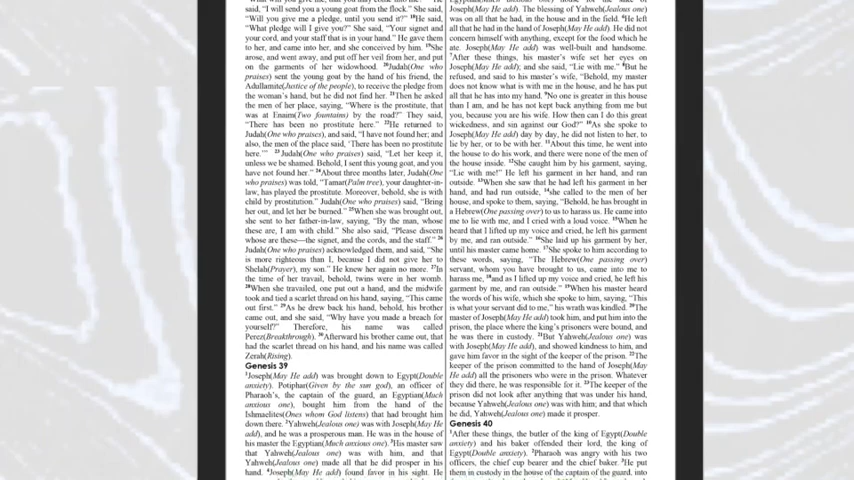 said, “I will send you a young goat from the flock.” She said,
“Will you give me a pledge, until you send it?” 18He said,
“What pledge will I give you?” She said, “Your signet and
your cord, and your staff that is in your hand.” He gave them
to her, and came into her, and she conceived by him. 19She
arose, and went away, and put off her veil from her, and put
on the garments of her widowhood. 20Judah(One who
praises) sent the young goat by the hand of his friend, the
Adullamite(Justice of the people), to receive the pledge from
the woman’s hand, but he did not find her. 21Then he asked
the men of her place, saying, “Where is the prostitute, that
was at Enaim(Two fountains) by the road?” They said,
“There has been no prostitute here.” 22He returned to
Judah(One who praises), and said, “I have not found her; and
also, the men of the place said, ‘There has been no prostitute
here.’” 23 Judah(One who praises) said, “Let her keep it,
unless we be shamed. Behold, I sent this young goat, and you
have not found her.” 24About three months later, Judah(One
who praises) was told, “Tamar(Palm tree), your daughter-in-
law, has played the prostitute. Moreover, behold, she is with
child by prostitution.” Judah(One who praises) said, “Bring
her out, and let her be burned.” 25When she was brought out,
she sent to her father-in-law, saying, “By the man, whose
these are, I am with child.” She also said, “Please discern
whose are these—the signet, and the cords, and the staff.” 26
Judah(One who praises) acknowledged them, and said, “She
is more righteous than I, because I did not give her to
Shelah(Prayer), my son.” He knew her again no more. 27In
the time of her travail, behold, twins were in her womb.
28When she travailed, one put out a hand, and the midwife
took and tied a scarlet thread on his hand, saying, “This came
out first.” 29As he drew back his hand, behold, his brother
came out, and she said, “Why have you made a breach for
yourself?” Therefore, his name was called
Perez(Breakthrough). 30Afterward his brother came out, that
had the scarlet thread on his hand, and his name was called
Zerah(Rising).
Genesis 39
1Joseph(May He add) was brought down to Egypt(Double
anxiety). Potiphar(Given by the sun god), an officer of
Pharaoh’s, the captain of the guard, an Egyptian(Much
anxious one), bought him from the hand of the
Ishmaelites(Ones whom God listens) that had brought him
down there. 2Yahweh(Jealous one) was with Joseph(May He
add), and he was a prosperous man. He was in the house of
his master the Egyptian(Much anxious one). 3His master saw
that Yahweh(Jealous one) was with him, and that
Yahweh(Jealous one) made all that he did prosper in his
hand. 4Joseph(May He add) found favor in his sight. He
Joseph(May He add). The blessing of Yahweh(Jealous one)
was on all that he had, in the house and in the field. 6He left
all that he had in the hand of Joseph(May He add). He did not
concern himself with anything, except for the food which he
ate. Joseph(May He add) was well-built and handsome.
7After these things, his master’s wife set her eyes on
Joseph(May He add); and she said, “Lie with me.” 8But he
refused, and said to his master’s wife, “Behold, my master
does not know what is with me in the house, and he has put
all that he has into my hand. 9No one is greater in this house
than I am, and he has not kept back anything from me but
you, because you are his wife. How then can I do this great
wickedness, and sin against our God?” 10As she spoke to
Joseph(May He add) day by day, he did not listen to her, to
lie by her, or to be with her. 11About this time, he went into
the house to do his work, and there were none of the men of
the house inside. 12She caught him by his garment, saying,
“Lie with me!” He left his garment in her hand, and ran
outside. 13When she saw that he had left his garment in
her hand, and had run outside, 14she called to the men of her
house, and spoke to them, saying, “Behold, he has brought in
a Hebrew(One passing over) to us to harass us. He came into
me to lie with me, and I cried with a loud voice. 15When he
heard that I lifted up my voice and cried, he left his garment
by me, and ran outside.” 16She laid up his garment by her,
until his master came home. 17She spoke to him according to
these words, saying, “The Hebrew(One passing over)
servant, whom you have brought to us, came into me to
harass me, 18and as I lifted up my voice and cried, he left his
garment by me, and ran outside.” 19When his master heard
the words of his wife, which she spoke to him, saying, “This
is what your servant did to me,” his wrath was kindled. 20The
master of Joseph(May He add) took him, and put him into the
prison, the place where the king’s prisoners were bound, and
he was there in custody. 21But Yahweh(Jealous one) was
with Joseph(May He add), and showed kindness to him, and
gave him favor in the sight of the keeper of the prison. 22The
keeper of the prison committed to the hand of Joseph(May
He add) all the prisoners who were in the prison. Whatever
they did there, he was responsible for it. 23The keeper of the
prison did not look after anything that was under his hand,
because Yahweh(Jealous one) was with him; and that which
he did, Yahweh(Jealous one) made it prosper.
Genesis 40
1After these things, the butler of the king of Egypt(Double
anxiety) and his baker offended their lord, the king of
Egypt(Double anxiety). 2Pharaoh was angry with his two
officers, the chief cup bearer and the chief baker. 3He put
them in custody in the house of the captain of the guard, into